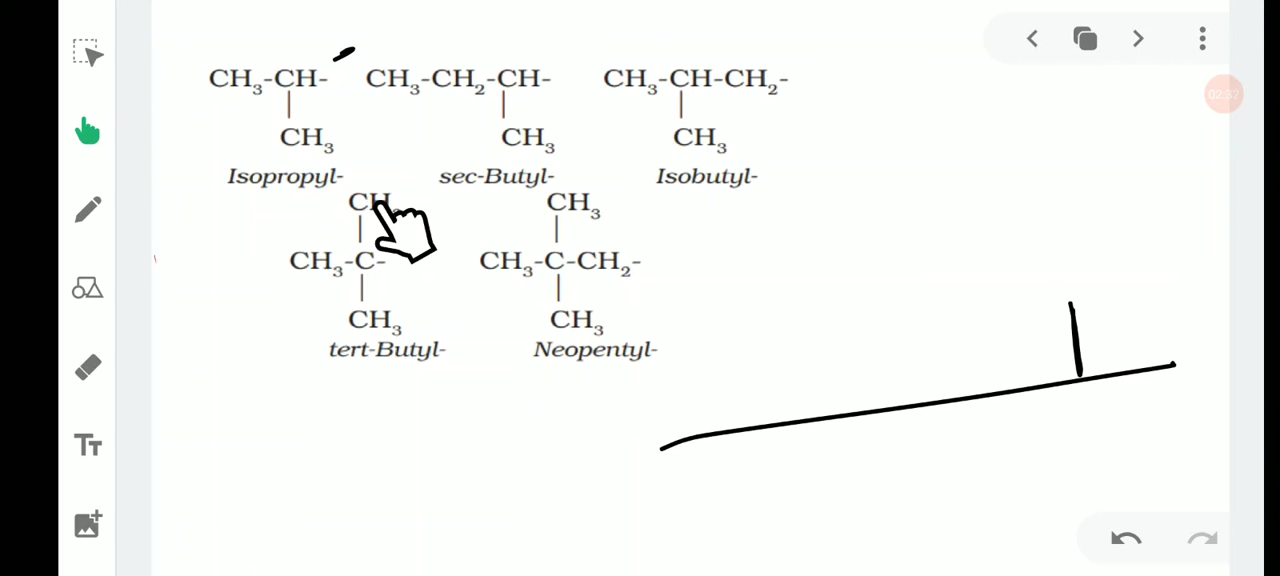 CH₃-CH- CH₃-CH₂-CH- CH₃-CH-CH₂-
CH₃ CH₃ CH₃
Isopropyl- sec-Butyl- Isobutyl-
CH₃
CH₃-C- CH₃-C-CH₂-
CH₃ CH₃
tert-Butyl- Neopentyl-
Tт